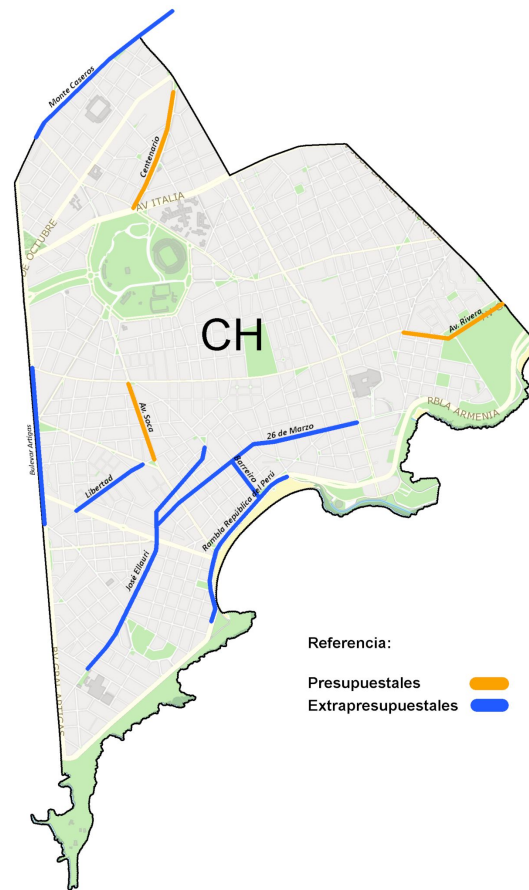 Monte Caseros
Centenario
AV ITALIA
DE OCTUBRE
CH
Av. Rivera
RBLA ARMENIA
Bulevar Artigas
Av. Soca
26 de Marzo
Libertad
Barreiro
Rambla República del Perú
José Ellauri
BV GRAL ARTIGAS
Referencia:
Presupuestales
Extrapresupuestales